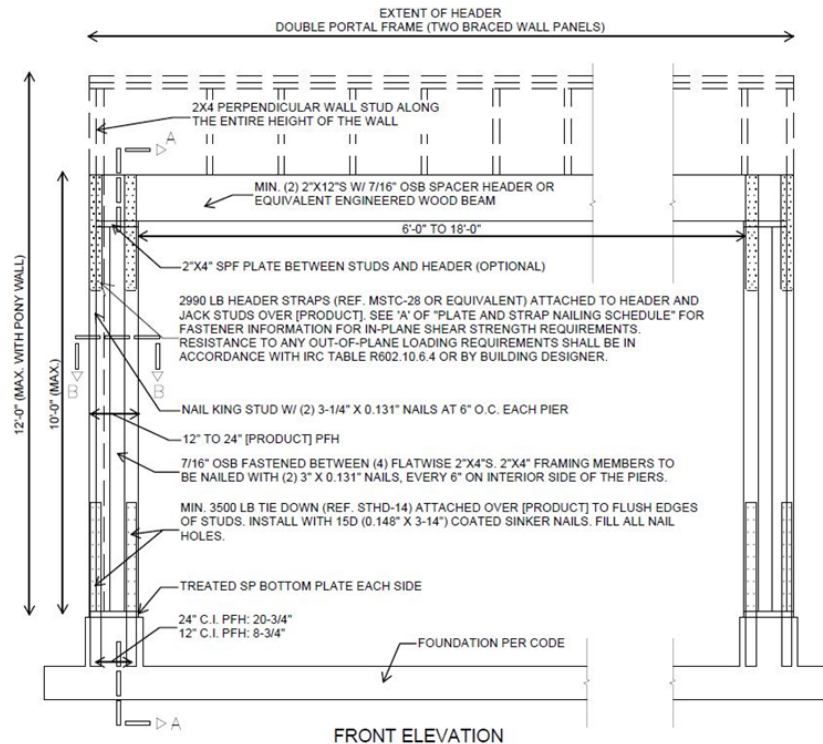 EXTENT OF HEADER
DOUBLE PORTAL FRAME (TWO BRACED WALL PANELS)
2X4 PERPENDICULAR WALL STUD ALONG
THE ENTIRE HEIGHT OF THE WALL
A
MIN. (2) 2"X12"S W/ 7/16" OSB SPACER HEADER OR
EQUIVALENT ENGINEERED WOOD BEAM
6'-0" TO 18'-0"
2"X4" SPF PLATE BETWEEN STUDS AND HEADER (OPTIONAL)
2990 LB HEADER STRAPS (REF. MSTC-28 OR EQUIVALENT) ATTACHED TO HEADER AND
JACK STUDS OVER [PRODUCT]. SEE 'A' OF "PLATE AND STRAP NAILING SCHEDULE" FOR
FASTENER INFORMATION FOR IN-PLANE SHEAR STRENGTH REQUIREMENTS.
RESISTANCE TO ANY OUT-OF-PLANE LOADING REQUIREMENTS SHALL BE IN
ACCORDANCE WITH IRC TABLE R602.10.6.4 OR BY BUILDING DESIGNER.
12'-0" (MAX. WITH PONY WALL)
10'-0" (MAX.)
B
B
NAIL KING STUD W/ (2) 3-1/4" X 0.131" NAILS AT 6" O.C. EACH PIER
12" TO 24" [PRODUCT] PFH
7/16" OSB FASTENED BETWEEN (4) FLATWISE 2"X4"S. 2"X4" FRAMING MEMBERS TO
BE NAILED WITH (2) 3" X 0.131" NAILS, EVERY 6" ON INTERIOR SIDE OF THE PIERS.
MIN. 3500 LB TIE DOWN (REF. STHD-14) ATTACHED OVER [PRODUCT] TO FLUSH EDGES
OF STUDS. INSTALL WITH 15D (0.148" X 3-14") COATED SINKER NAILS. FILL ALL NAIL
HOLES.
TREATED SP BOTTOM PLATE EACH SIDE
24" C.I. PFH: 20-3/4"
12" C.I. PFH: 8-3/4"
FOUNDATION PER CODE
A
FRONT ELEVATION